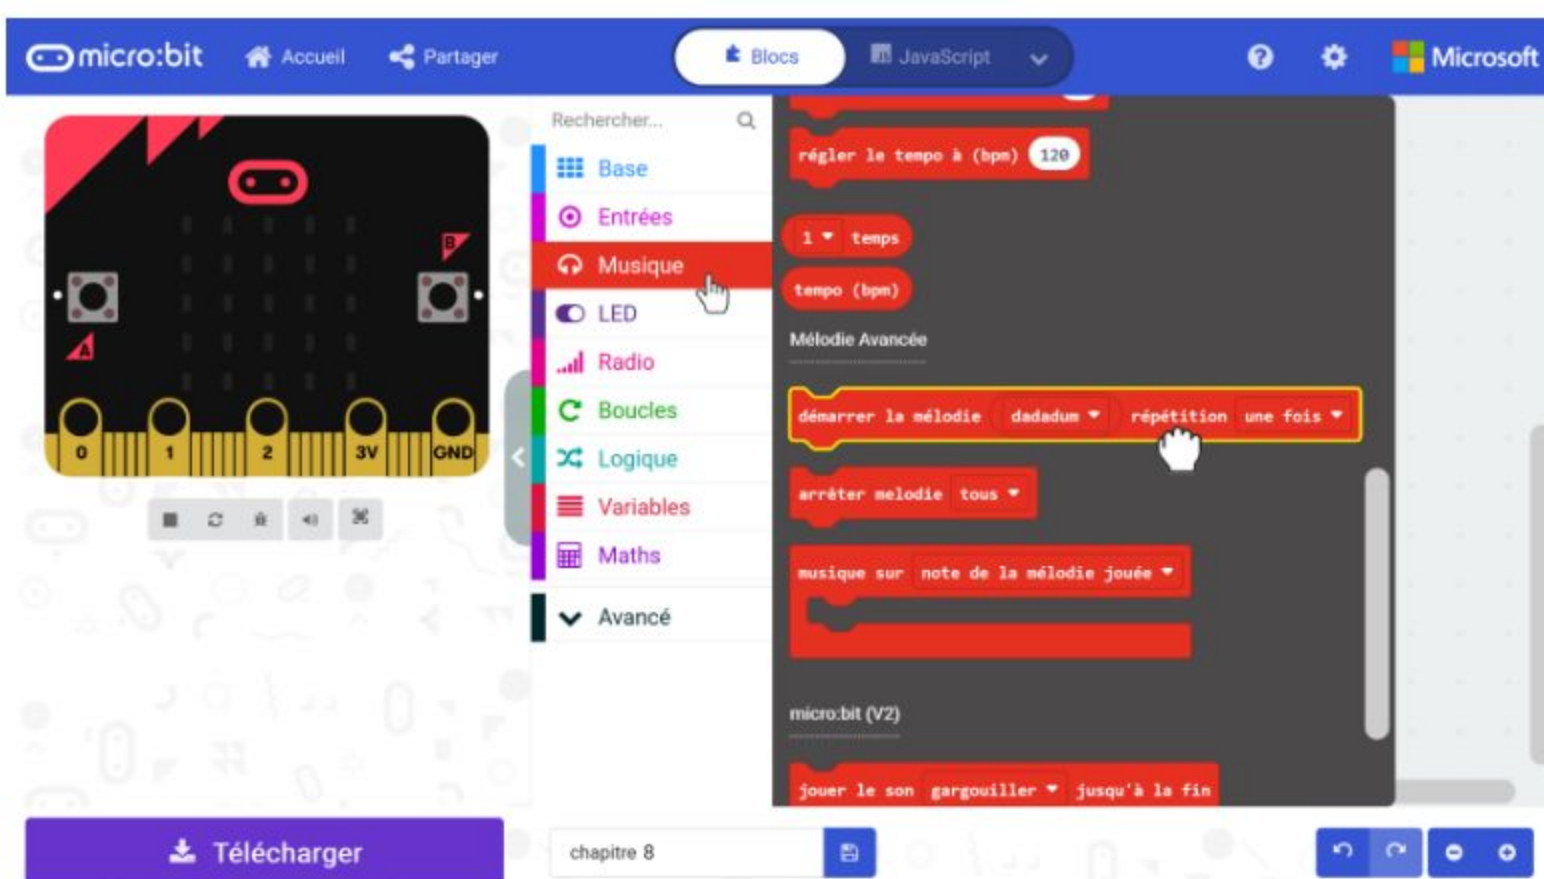 micro:bit Accueil Partager Blocs JavaScript Microsoft
Rechercher...
Base
Entrées
Musique
LED
Radio
Boucles
Logique
Variables
Maths
Avancé
B
A
0 1 2 3V GND
régler le tempo à (bpm) 120
1 temps
tempo (bpm)
Mélodie Avancée
démarrer la mélodie dadadum répétition une fois
arrêter melodie tous
musique sur note de la mélodie jouée
micro:bit (V2)
jouer le son gargouiller jusqu'à la fin
Télécharger
chapitre 8